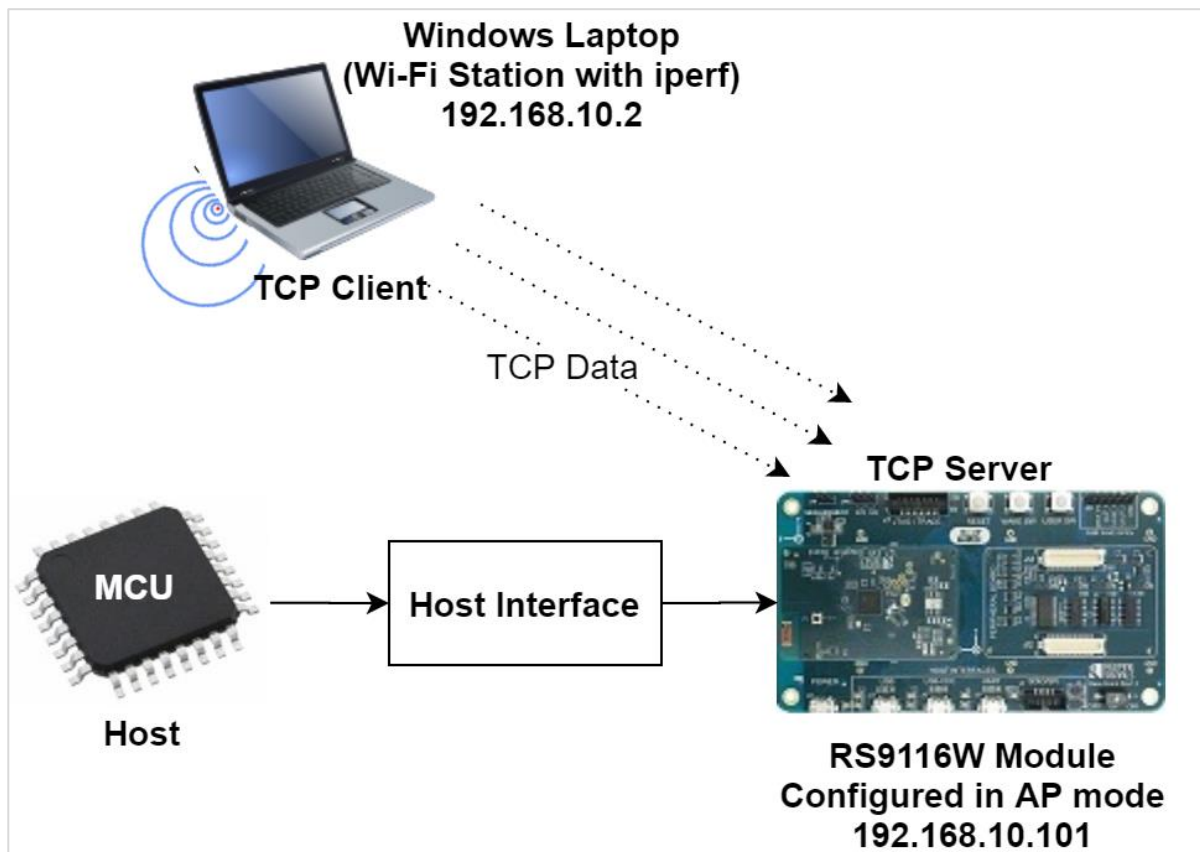 Windows Laptop
(Wi-Fi Station with iperf)
192.168.10.2
TCP Client
TCP Data
TCP Server
MCU
Host Interface
Host
RESET
RS9116W Module
Configured in AP mode
192.168.10.101